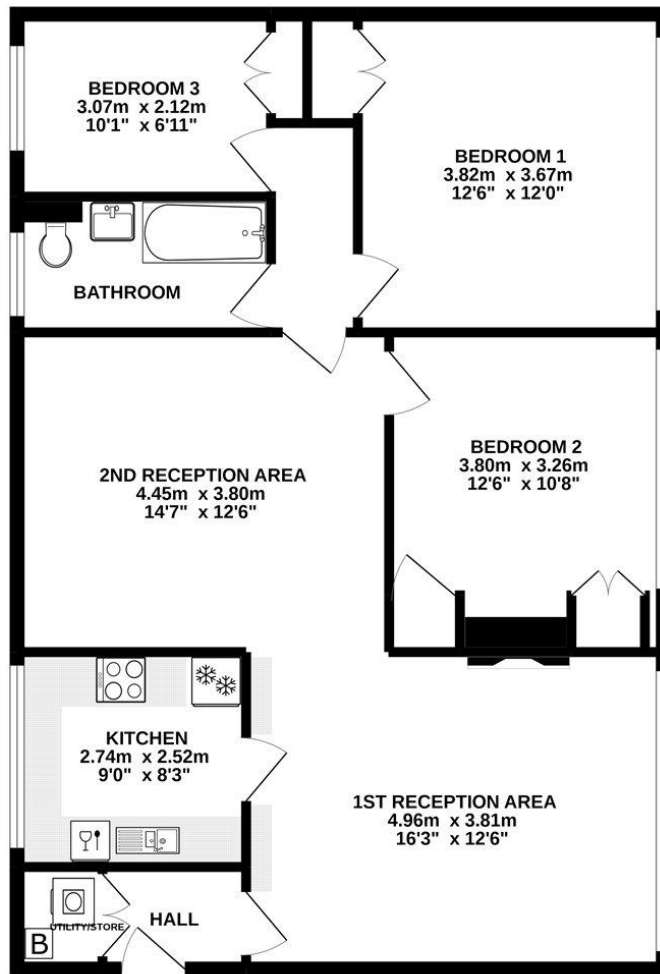 BEDROOM 3
3.07m x 2.12m
10'1" x 6'11"
BEDROOM 1
3.82m x 3.67m
12'6" x 12'0"
BATHROOM
2ND RECEPTION AREA
4.45m x 3.80m
14'7" x 12'6"
BEDROOM 2
3.80m x 3.26m
12'6" x 10'8"
KITCHEN
2.74m x 2.52m
9'0" x 8'3"
1ST RECEPTION AREA
4.96m x 3.81m
16'3" x 12'6"
HALL
UTILITY/STORE
B